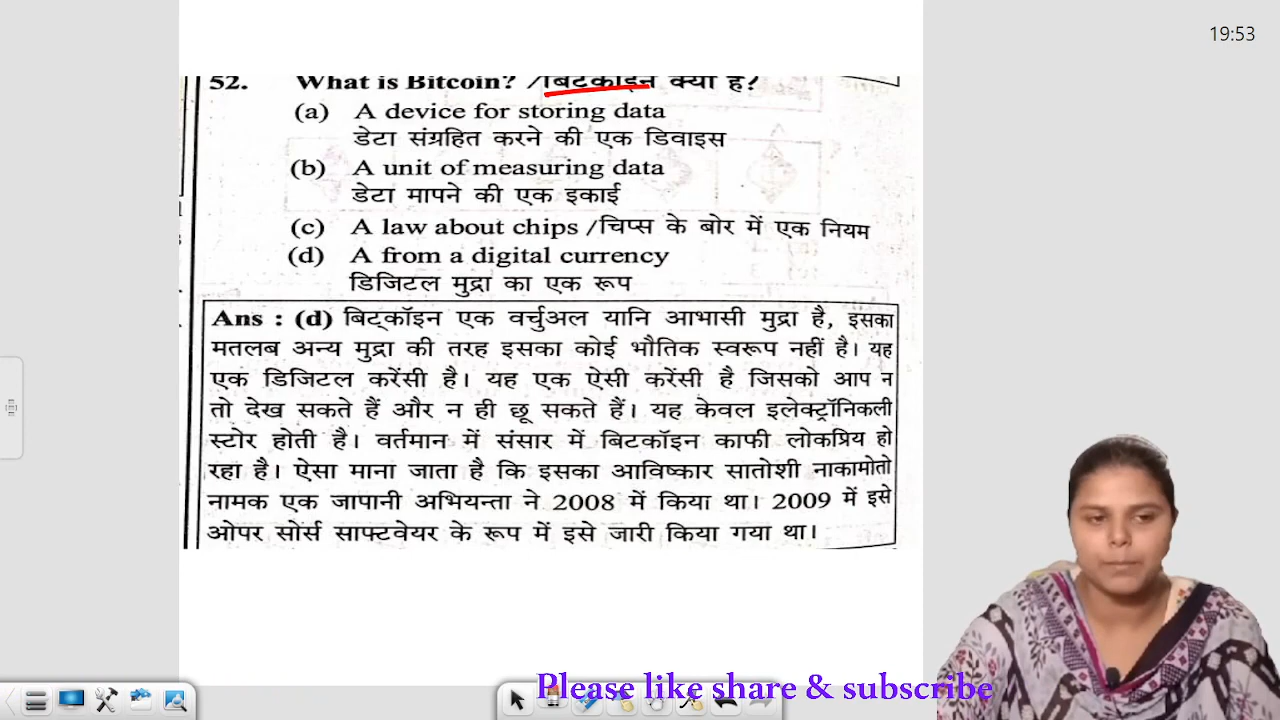 19:53
52. What is Bitcoin? /बिटकॉइन क्या है?
(a) A device for storing data
डेटा संग्रहित करने की एक डिवाइस
(b) A unit of measuring data
डेटा मापने की एक इकाई
(c) A law about chips /चिप्स के बोर में एक नियम
(d) A from a digital currency
डिजिटल मुद्रा का एक रूप
Ans : (d) बिट्कॉइन एक वर्चुअल यानि आभासी मुद्रा है, इसका
मतलब अन्य मुद्रा की तरह इसका कोई भौतिक स्वरूप नहीं है। यह
एक डिजिटल करेंसी है। यह एक ऐसी करेंसी है जिसको आप न
तो देख सकते हैं और न ही छू सकते हैं। यह केवल इलेक्ट्रॉनिकली
स्टोर होती है। वर्तमान में संसार में बिटकॉइन काफी लोकप्रिय हो
रहा है। ऐसा माना जाता है कि इसका आविष्कार सातोशी नाकामोतो
नामक एक जापानी अभियन्ता ने 2008 में किया था। 2009 में इसे
ओपर सोर्स साफ्टवेयर के रूप में इसे जारी किया गया था।
Please like share & subscribe